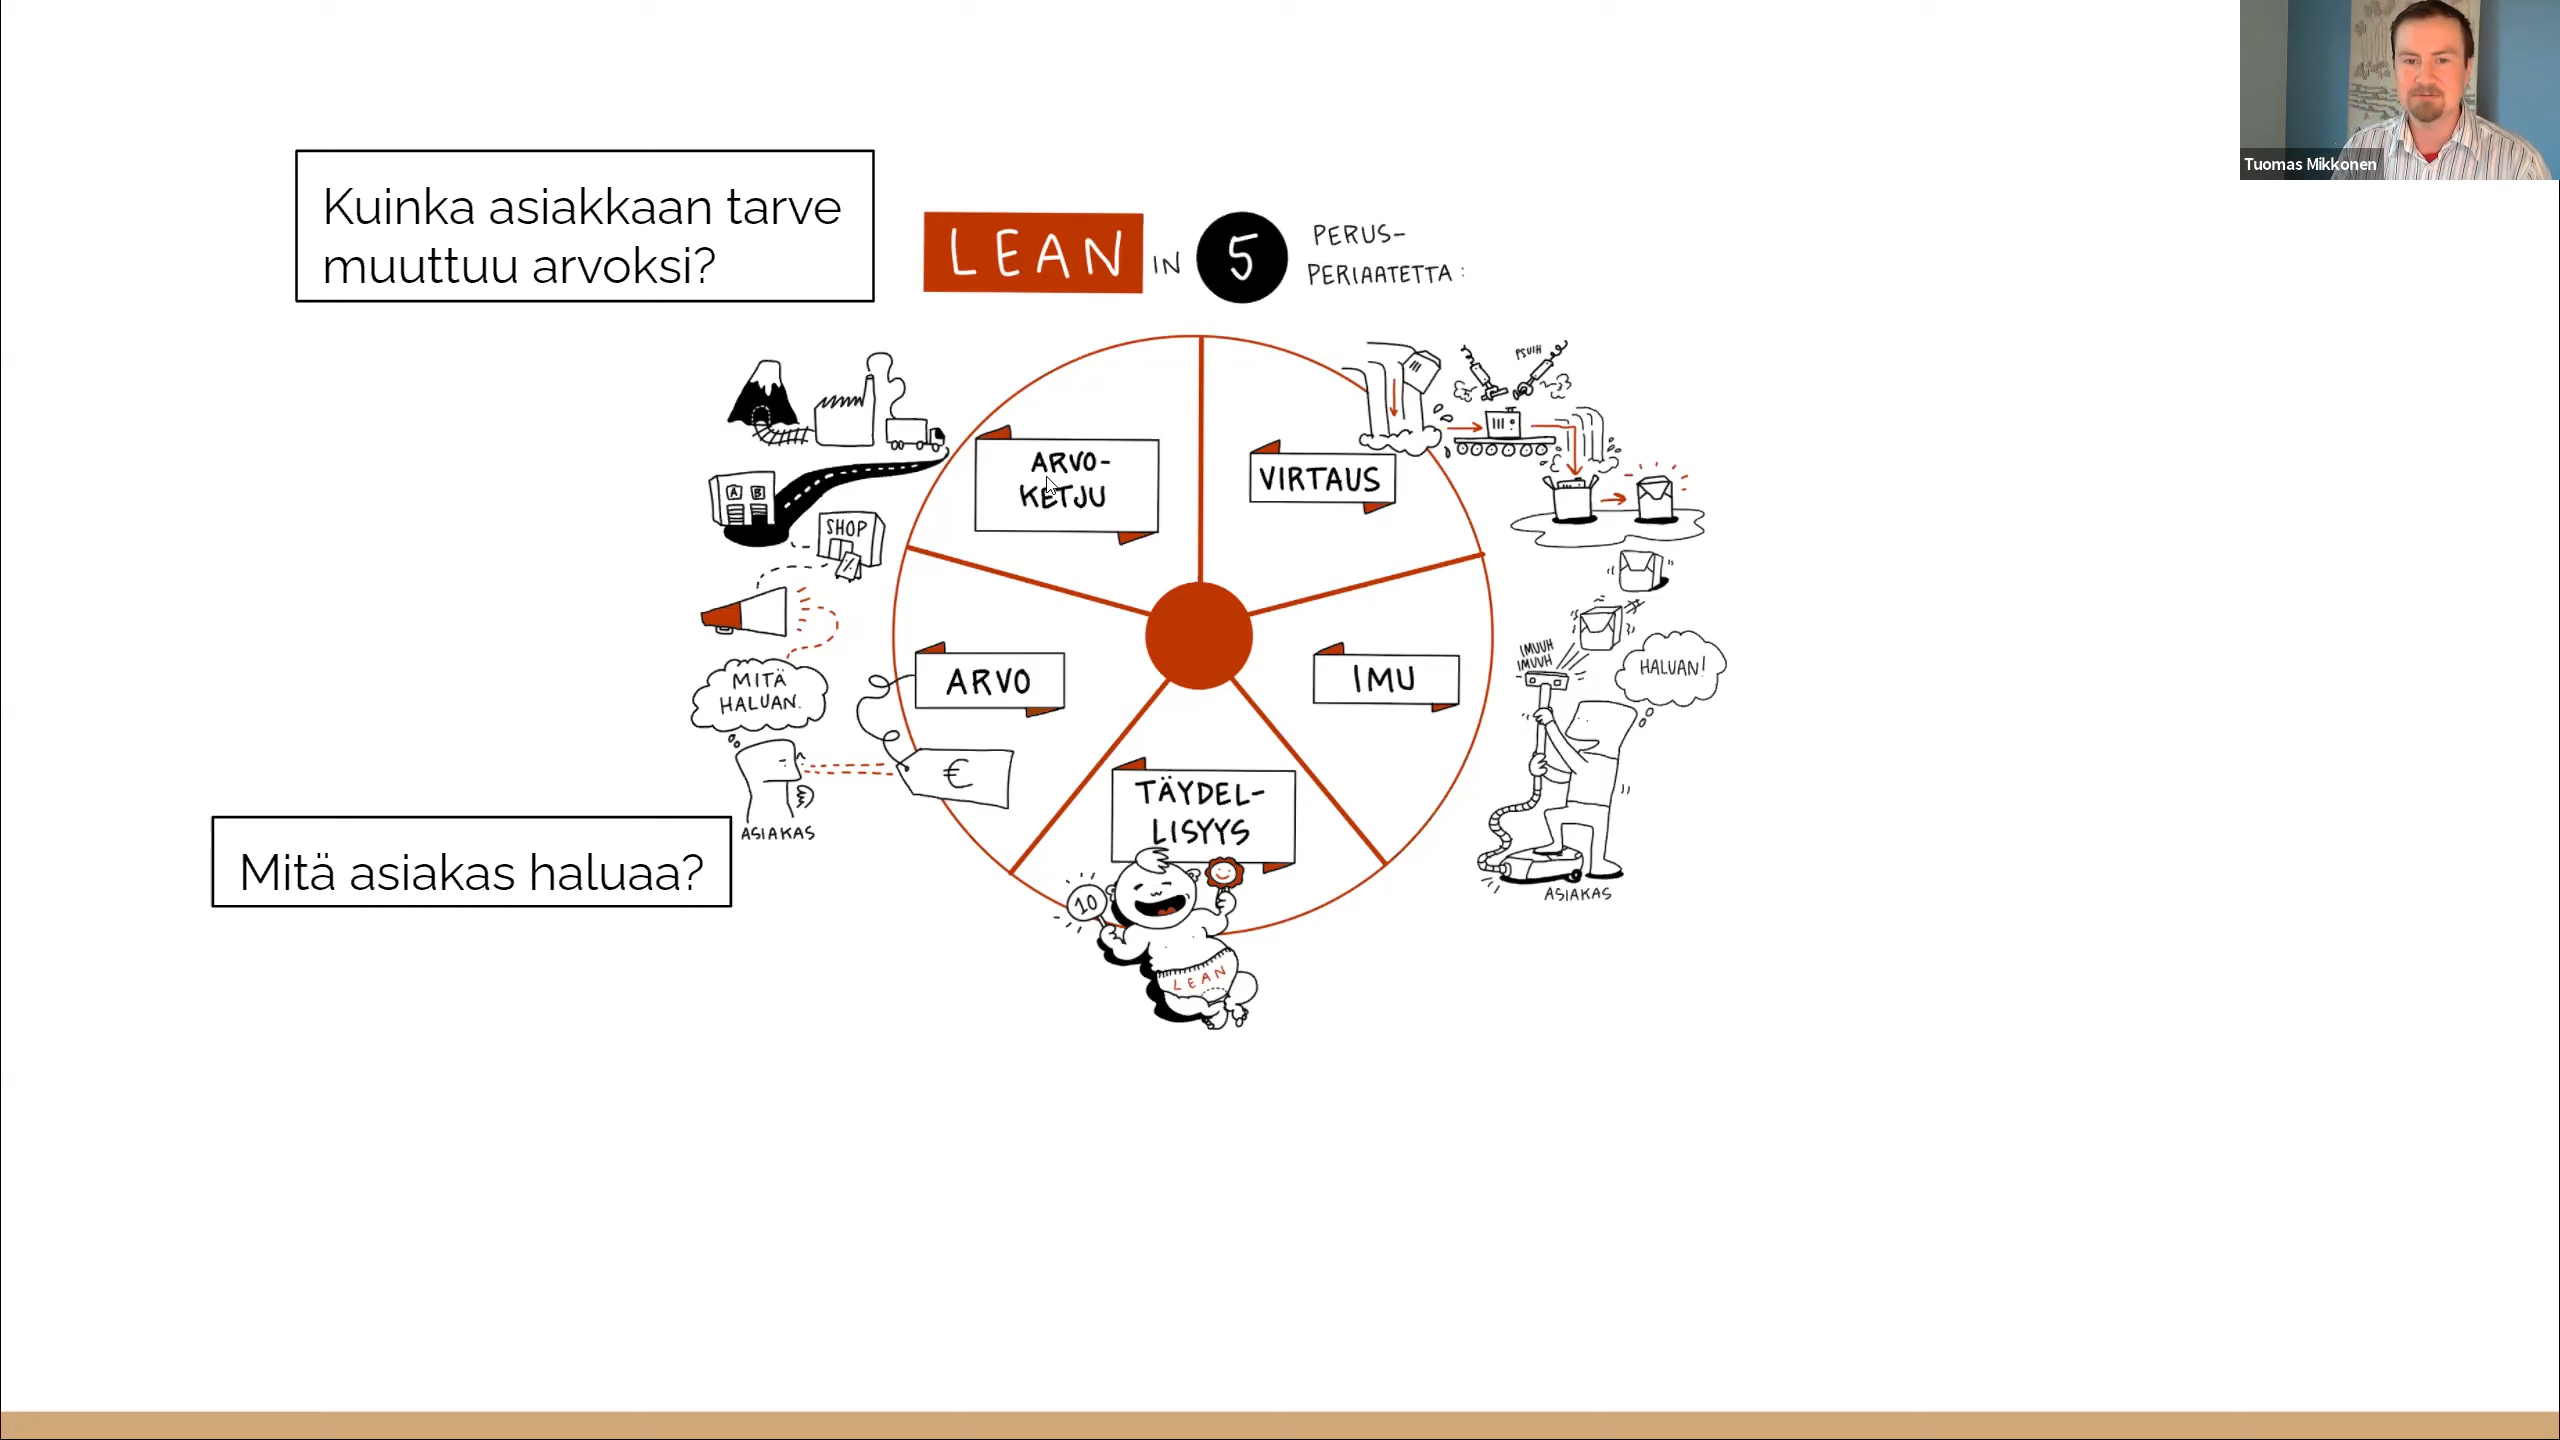 Tuomas Mikkonen
Kuinka asiakkaan tarve
muuttuu arvoksi?
LEAN IN 5 PERUS-
PERIAATETTA:
ARVO-
KETJU
VIRTAUS
PSUIH
A B
SHOP
MITÄ
HALUAN.
ASIAKAS
ARVO
€
IMU
IMUUH
IMUUH
HALUAN!
ASIAKAS
TÄYDEL-
LISYYS
10
LEAN
Mitä asiakas haluaa?